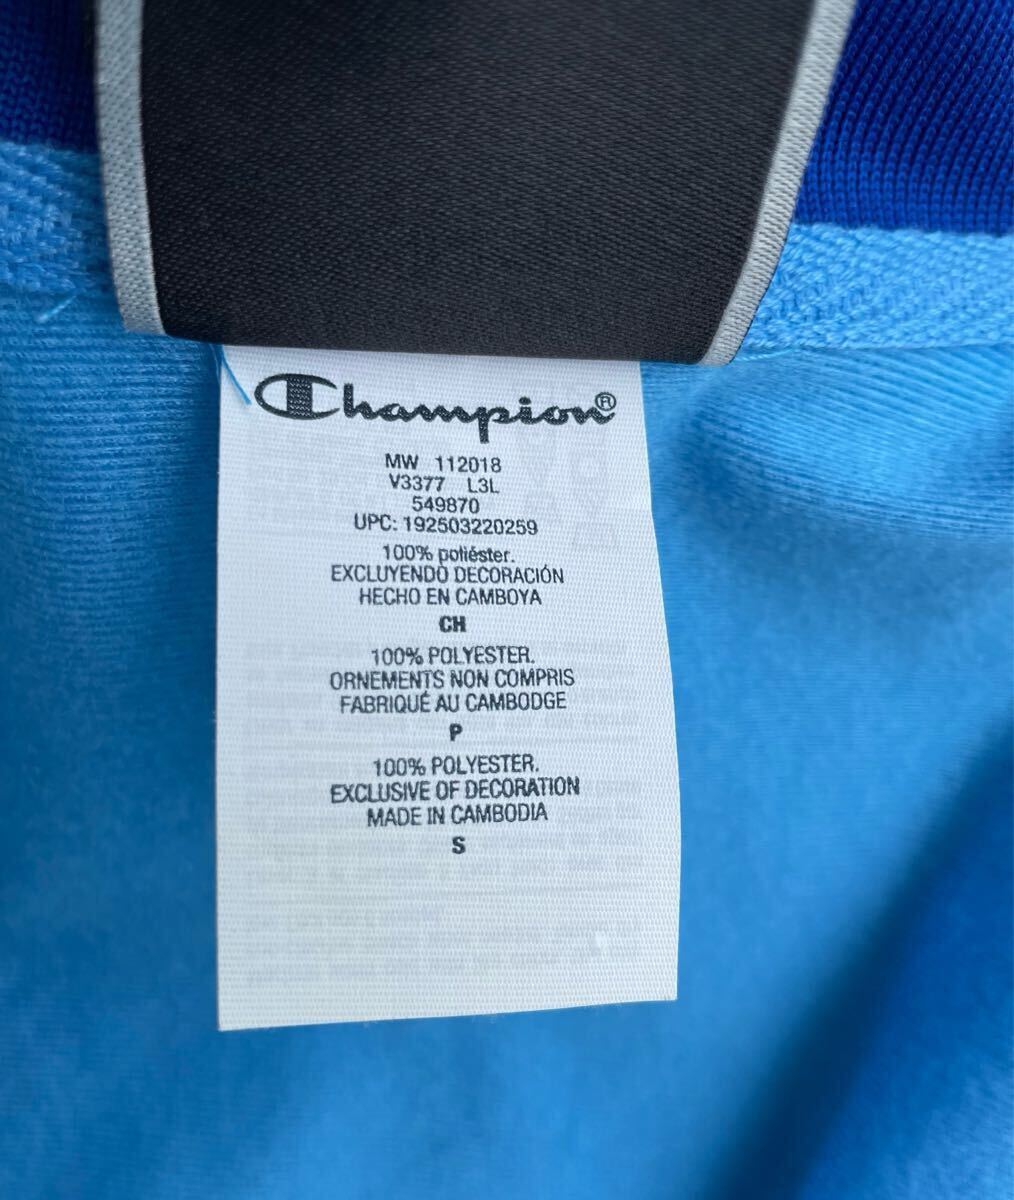 Champion®
MW 112018
V3377 L3L
549870
UPC: 192503220259
100% poliéster.
EXCLUYENDO DECORACIÓN
HECHO EN CAMBOYA
CH
100% POLYESTER.
ORNEMENTS NON COMPRIS
FABRIQUÉ AU CAMBODGE
P
100% POLYESTER.
EXCLUSIVE OF DECORATION
MADE IN CAMBODIA
S